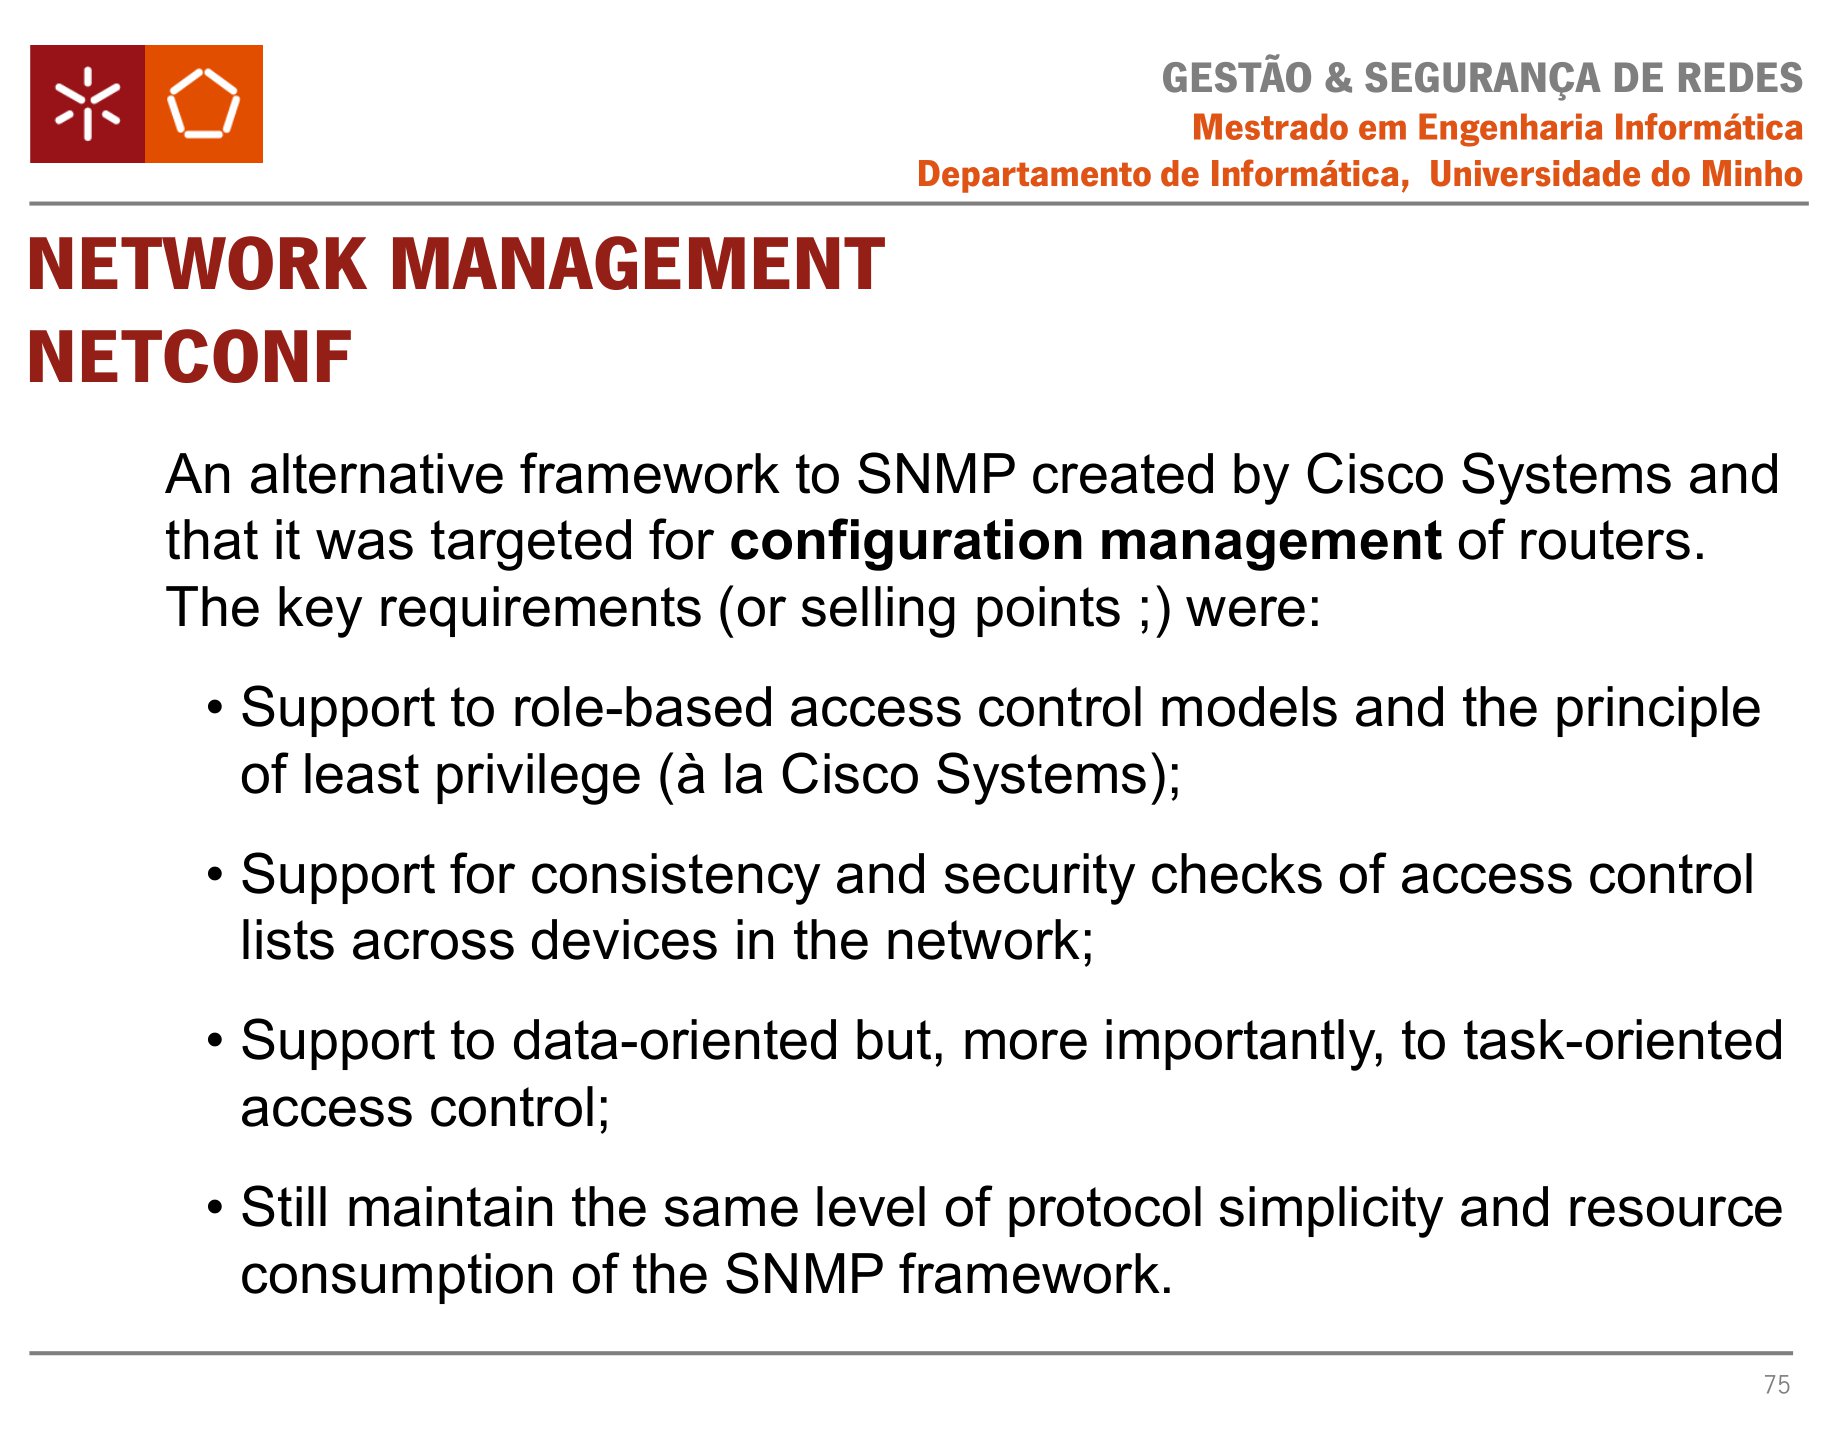 GESTÃO & SEGURANÇA DE REDES
Mestrado em Engenharia Informática
Departamento de Informática, Universidade do Minho
NETWORK MANAGEMENT
NETCONF
An alternative framework to SNMP created by Cisco Systems and
that it was targeted for configuration management of routers.
The key requirements (or selling points ;) were:
• Support to role-based access control models and the principle
of least privilege (à la Cisco Systems);
• Support for consistency and security checks of access control
lists across devices in the network;
• Support to data-oriented but, more importantly, to task-oriented
access control;
• Still maintain the same level of protocol simplicity and resource
consumption of the SNMP framework.
75